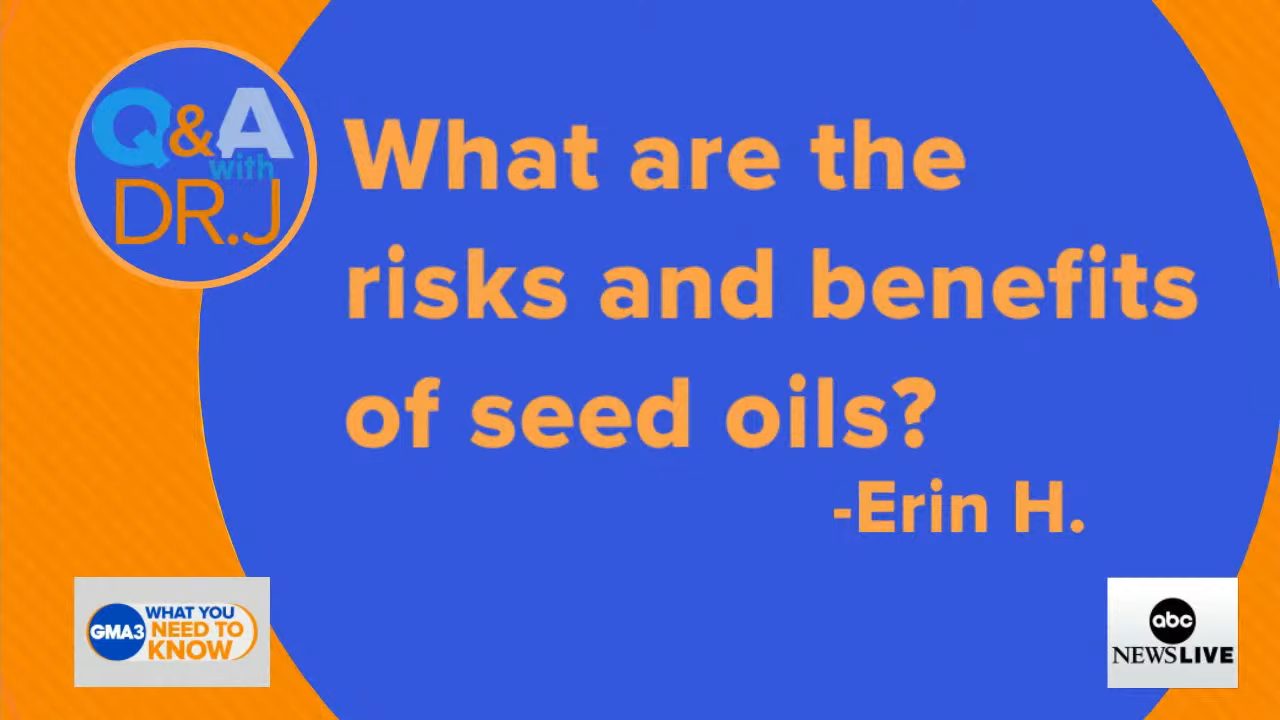 Q&A
with
DR.J
What are the
risks and benefits
of seed oils?
-Erin H.
GMA3
WHAT YOU
NEED TO
KNOW
abc
NEWSLIVE